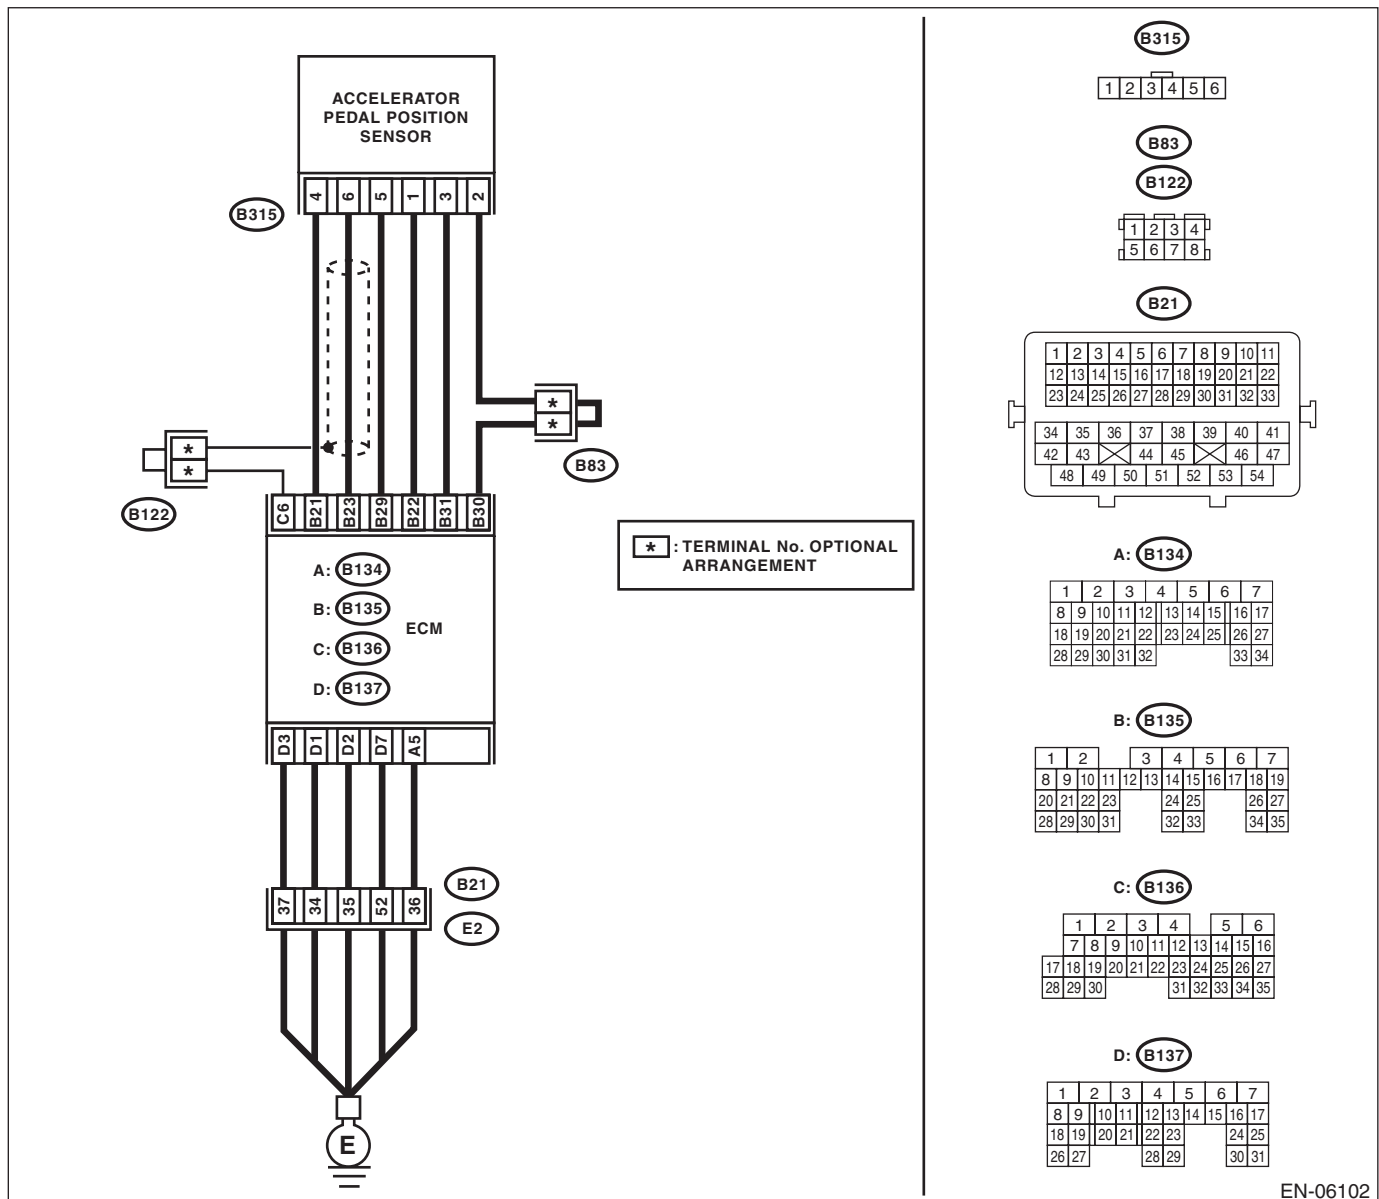 ACCELERATOR
PEDAL POSITION
SENSOR
4 6 5 1 3 2
B315
*
*
B83
*
*
B122
C6 B21 B23 B29 B22 B31 B30
A: B134
B: B135
C: B136
D: B137
ECM
* : TERMINAL No. OPTIONAL
ARRANGEMENT
D3 D1 D2 D7 A5
37 34 35 52 36
B21
E2
E
B315
1 2 3 4 5 6
B83
B122
1 2 3 4
5 6 7 8
B21
1 2 3 4 5 6 7 8 9 10 11
12 13 14 15 16 17 18 19 20 21 22
23 24 25 26 27 28 29 30 31 32 33
34 35 36 37 38 39 40 41
42 43 44 45 46 47
48 49 50 51 52 53 54
A: B134
1 2 3 4 5 6 7
8 9 10 11 12 13 14 15 16 17
18 19 20 21 22 23 24 25 26 27
28 29 30 31 32 33 34
B: B135
1 2 3 4 5 6 7
8 9 10 11 12 13 14 15 16 17 18 19
20 21 22 23 24 25 26 27
28 29 30 31 32 33 34 35
C: B136
1 2 3 4 5 6
7 8 9 10 11 12 13 14 15 16
17 18 19 20 21 22 23 24 25 26 27
28 29 30 31 32 33 34 35
D: B137
1 2 3 4 5 6 7
8 9 10 11 12 13 14 15 16 17
18 19 20 21 22 23 24 25
26 27 28 29 30 31
EN-06102